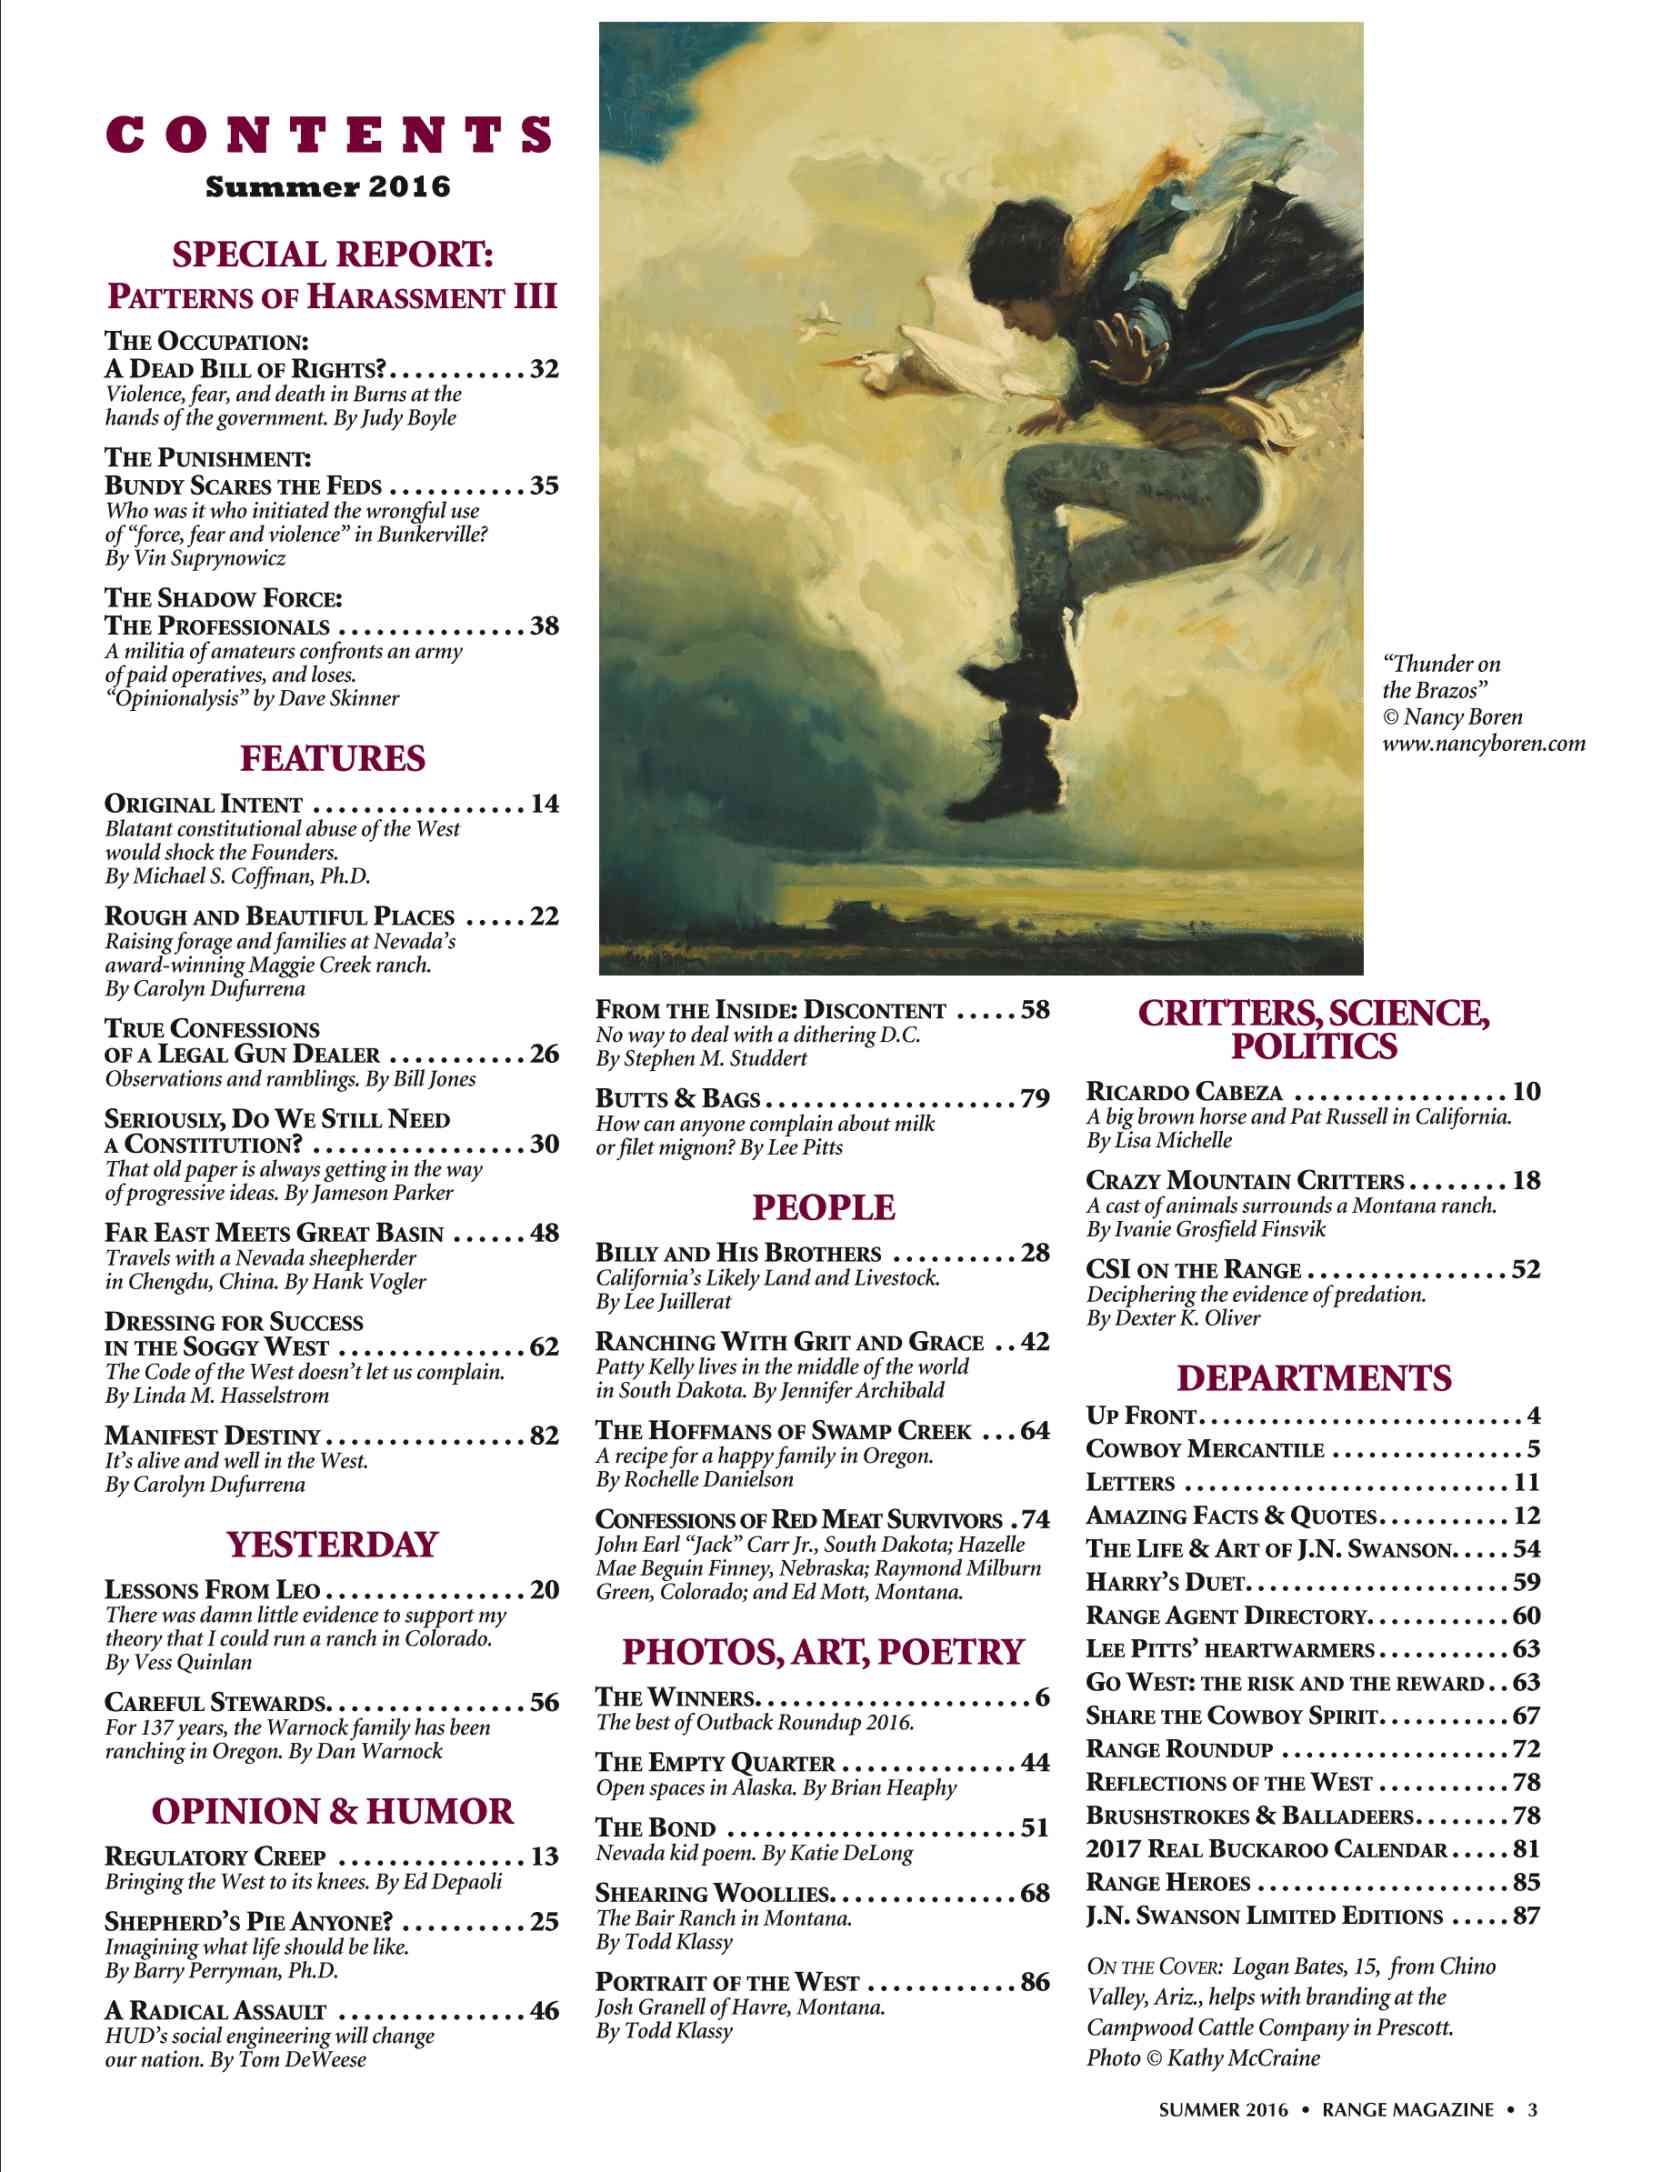 CONTENTS
Summer 2016
SPECIAL REPORT:
PATTERNS OF HARASSMENT III
THE OCCUPATION:
A DEAD BILL OF RIGHTS?...........32
Violence, fear, and death in Burns at the
hands of the government. By Judy Boyle
THE PUNISHMENT:
BUNDY SCARES THE FEDS ...........35
Who was it who initiated the wrongful use
of “force, fear and violence” in Bunkerville?
By Vin Suprynowicz
THE SHADOW FORCE:
THE PROFESSIONALS ...............38
A militia of amateurs confronts an army
of paid operatives, and loses.
“Opinionalysis” by Dave Skinner
FEATURES
ORIGINAL INTENT .................14
Blatant constitutional abuse of the West
would shock the Founders.
By Michael S. Coffman, Ph.D.
ROUGH AND BEAUTIFUL PLACES .....22
Raising forage and families at Nevada’s
award-winning Maggie Creek ranch.
By Carolyn Dufurrena
TRUE CONFESSIONS
OF A LEGAL GUN DEALER ...........26
Observations and ramblings. By Bill Jones
SERIOUSLY, DO WE STILL NEED
A CONSTITUTION? .................30
That old paper is always getting in the way
of progressive ideas. By Jameson Parker
FAR EAST MEETS GREAT BASIN ......48
Travels with a Nevada sheepherder
in Chengdu, China. By Hank Vogler
DRESSING FOR SUCCESS
IN THE SOGGY WEST ...............62
The Code of the West doesn’t let us complain.
By Linda M. Hasselstrom
MANIFEST DESTINY................82
It’s alive and well in the West.
By Carolyn Dufurrena
YESTERDAY
LESSONS FROM LEO................20
There was damn little evidence to support my
theory that I could run a ranch in Colorado.
By Vess Quinlan
CAREFUL STEWARDS................56
For 137 years, the Warnock family has been
ranching in Oregon. By Dan Warnock
OPINION & HUMOR
REGULATORY CREEP ...............13
Bringing the West to its knees. By Ed Depaoli
SHEPHERD’S PIE ANYONE? ..........25
Imagining what life should be like.
By Barry Perryman, Ph.D.
A RADICAL ASSAULT ...............46
HUD’s social engineering will change
our nation. By Tom DeWeese
“Thunder on
the Brazos”
© Nancy Boren
www.nancyboren.com
FROM THE INSIDE: DISCONTENT .....58
No way to deal with a dithering D.C.
By Stephen M. Studdert
BUTTS & BAGS....................79
How can anyone complain about milk
or filet mignon? By Lee Pitts
PEOPLE
BILLY AND HIS BROTHERS ..........28
California’s Likely Land and Livestock.
By Lee Juillerat
RANCHING WITH GRIT AND GRACE ..42
Patty Kelly lives in the middle of the world
in South Dakota. By Jennifer Archibald
THE HOFFMANS OF SWAMP CREEK ...64
A recipe for a happy family in Oregon.
By Rochelle Danielson
CONFESSIONS OF RED MEAT SURVIVORS .74
John Earl “Jack” Carr Jr., South Dakota; Hazelle
Mae Beguin Finney, Nebraska; Raymond Milburn
Green, Colorado; and Ed Mott, Montana.
PHOTOS, ART, POETRY
THE WINNERS......................6
The best of Outback Roundup 2016.
THE EMPTY QUARTER ..............44
Open spaces in Alaska. By Brian Heaphy
THE BOND .......................51
Nevada kid poem. By Katie DeLong
SHEARING WOOLLIES...............68
The Bair Ranch in Montana.
By Todd Klassy
PORTRAIT OF THE WEST ............86
Josh Granell of Havre, Montana.
By Todd Klassy
CRITTERS, SCIENCE,
POLITICS
RICARDO CABEZA .................10
A big brown horse and Pat Russell in California.
By Lisa Michelle
CRAZY MOUNTAIN CRITTERS........18
A cast of animals surrounds a Montana ranch.
By Ivanie Grosfield Finsvik
CSI ON THE RANGE................52
Deciphering the evidence of predation.
By Dexter K. Oliver
DEPARTMENTS
UP FRONT..........................4
COWBOY MERCANTILE ...............5
LETTERS ..........................11
AMAZING FACTS & QUOTES...........12
THE LIFE & ART OF J.N. SWANSON.....54
HARRY’S DUET......................59
RANGE AGENT DIRECTORY............60
LEE PITTS’ HEARTWARMERS...........63
GO WEST: THE RISK AND THE REWARD..63
SHARE THE COWBOY SPIRIT...........67
RANGE ROUNDUP ...................72
REFLECTIONS OF THE WEST ...........78
BRUSHSTROKES & BALLADEERS........78
2017 REAL BUCKAROO CALENDAR.....81
RANGE HEROES .....................85
J.N. SWANSON LIMITED EDITIONS .....87
ON THE COVER: Logan Bates, 15, from Chino
Valley, Ariz., helps with branding at the
Campwood Cattle Company in Prescott.
Photo © Kathy McCraine
SUMMER 2016 • RANGE MAGAZINE • 3